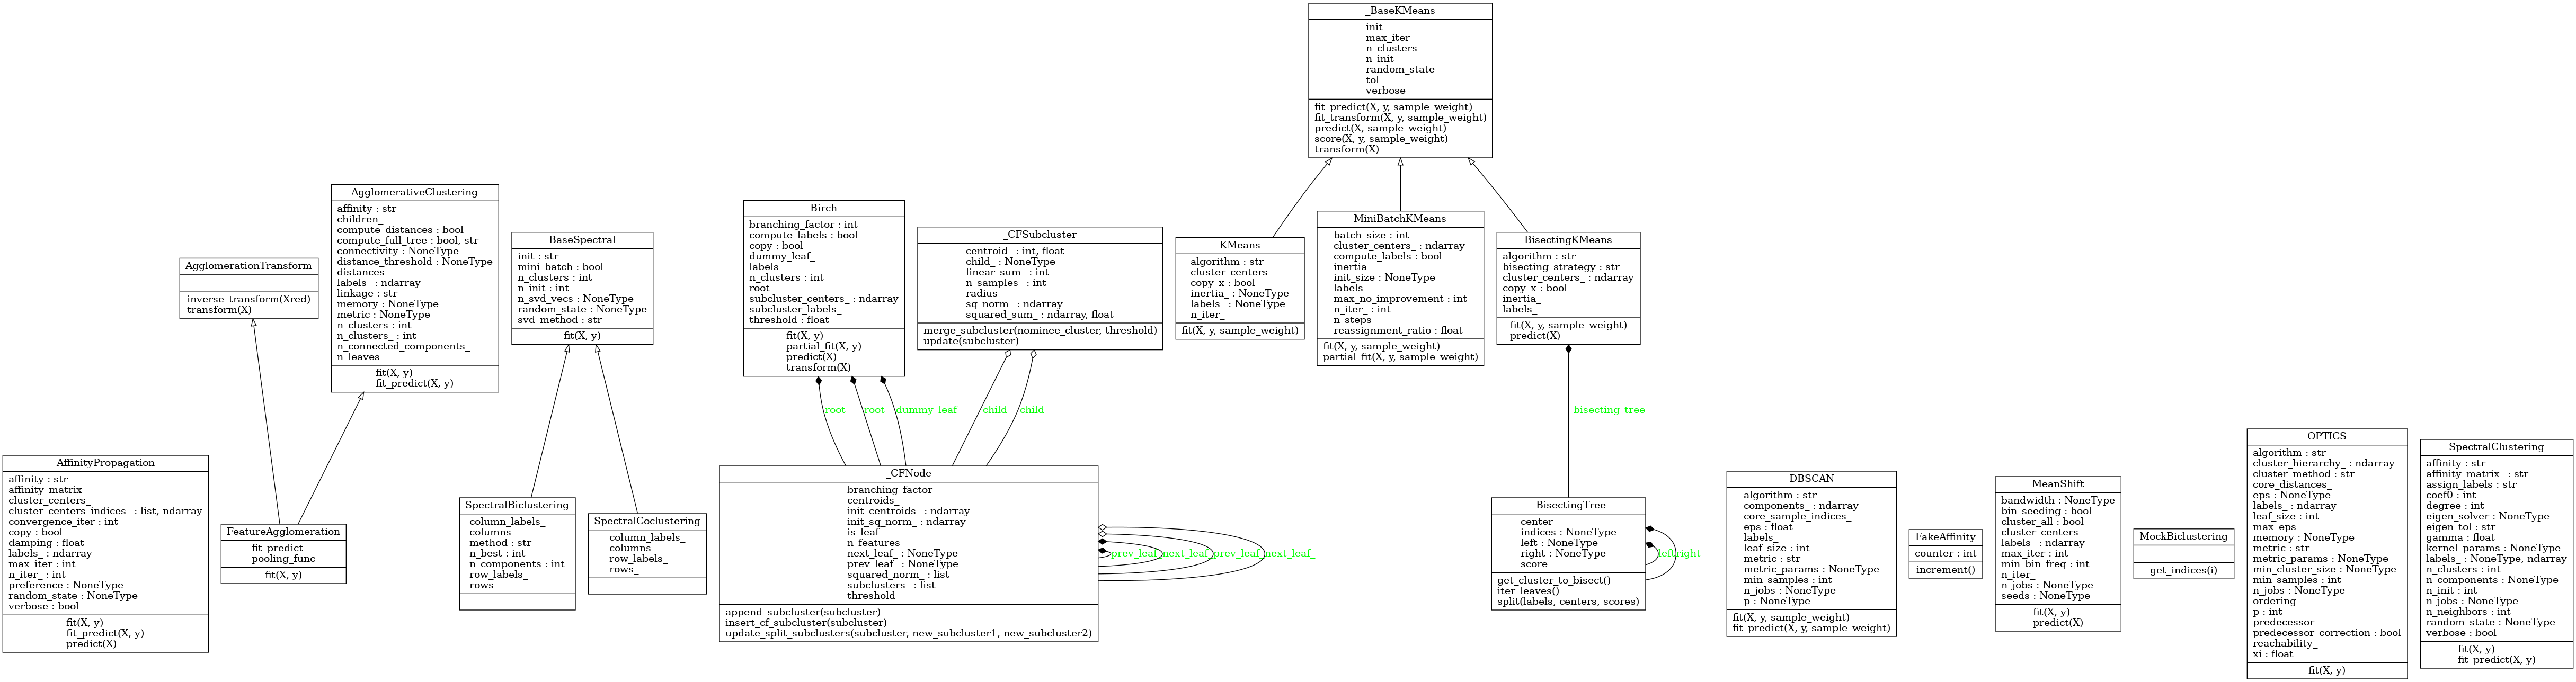 _BaseKMeans
init
max_iter
n_clusters
n_init
random_state
tol
verbose
fit_predict(X, y, sample_weight)
fit_transform(X, y, sample_weight)
predict(X, sample_weight)
score(X, y, sample_weight)
transform(X)
AgglomerationTransform
inverse_transform(Xred)
transform(X)
AgglomerativeClustering
affinity : str
children_
compute_distances : bool
compute_full_tree : bool, str
connectivity : NoneType
distance_threshold : NoneType
distances_
labels_ : ndarray
linkage : str
memory : NoneType
metric : NoneType
n_clusters : int
n_clusters_ : int
n_connected_components_
n_leaves_
fit(X, y)
fit_predict(X, y)
BaseSpectral
init : str
mini_batch : bool
n_clusters : int
n_init : int
n_svd_vecs : NoneType
random_state : NoneType
svd_method : str
fit(X, y)
Birch
branching_factor : int
compute_labels : bool
copy : bool
dummy_leaf_
labels_
n_clusters : int
root_
subcluster_centers_ : ndarray
subcluster_labels_
threshold : float
fit(X, y)
partial_fit(X, y)
predict(X)
transform(X)
_CFSubcluster
centroid_ : int, float
child_ : NoneType
linear_sum_ : int
n_samples_ : int
radius
sq_norm_ : ndarray
squared_sum_ : ndarray, float
merge_subcluster(nominee_cluster, threshold)
update(subcluster)
KMeans
algorithm : str
cluster_centers_
copy_x : bool
inertia_ : NoneType
labels_ : NoneType
n_iter_
fit(X, y, sample_weight)
MiniBatchKMeans
batch_size : int
cluster_centers_ : ndarray
compute_labels : bool
inertia_
init_size : NoneType
labels_
max_no_improvement : int
n_iter_ : int
n_steps_
reassignment_ratio : float
fit(X, y, sample_weight)
partial_fit(X, y, sample_weight)
BisectingKMeans
algorithm : str
bisecting_strategy : str
cluster_centers_ : ndarray
copy_x : bool
inertia_
labels_
fit(X, y, sample_weight)
predict(X)
root_
root_
dummy_leaf_
child_
child_
_bisecting_tree
AffinityPropagation
affinity : str
affinity_matrix_
cluster_centers_
cluster_centers_indices_ : list, ndarray
convergence_iter : int
copy : bool
damping : float
labels_ : ndarray
max_iter : int
n_iter_ : int
preference : NoneType
random_state : NoneType
verbose : bool
fit(X, y)
fit_predict(X, y)
predict(X)
FeatureAgglomeration
fit_predict
pooling_func
fit(X, y)
SpectralBiclustering
column_labels_
columns_
method : str
n_best : int
n_components : int
row_labels_
rows_
SpectralCoclustering
column_labels_
columns_
row_labels_
rows_
_CFNode
branching_factor
centroids_
init_centroids_ : ndarray
init_sq_norm_ : ndarray
is_leaf
n_features
next_leaf_ : NoneType
prev_leaf_ : NoneType
squared_norm_ : list
subclusters_ : list
threshold
append_subcluster(subcluster)
insert_cf_subcluster(subcluster)
update_split_subclusters(subcluster, new_subcluster1, new_subcluster2)
prev_leaf_
next_leaf_
prev_leaf_
next_leaf_
_BisectingTree
center
indices : NoneType
left : NoneType
right : NoneType
score
get_cluster_to_bisect()
iter_leaves()
split(labels, centers, scores)
left
right
DBSCAN
algorithm : str
components_ : ndarray
core_sample_indices_
eps : float
labels_
leaf_size : int
metric : str
metric_params : NoneType
min_samples : int
n_jobs : NoneType
p : NoneType
fit(X, y, sample_weight)
fit_predict(X, y, sample_weight)
FakeAffinity
counter : int
increment()
MeanShift
bandwidth : NoneType
bin_seeding : bool
cluster_all : bool
cluster_centers_
labels_ : ndarray
max_iter : int
min_bin_freq : int
n_iter_
n_jobs : NoneType
seeds : NoneType
fit(X, y)
predict(X)
MockBiclustering
get_indices(i)
OPTICS
algorithm : str
cluster_hierarchy_ : ndarray
cluster_method : str
core_distances_
eps : NoneType
labels_ : ndarray
leaf_size : int
max_eps
memory : NoneType
metric : str
metric_params : NoneType
min_cluster_size : NoneType
min_samples : int
n_jobs : NoneType
ordering_
p : int
predecessor_
predecessor_correction : bool
reachability_
xi : float
fit(X, y)
SpectralClustering
affinity : str
affinity_matrix_ : str
assign_labels : str
coef0 : int
degree : int
eigen_solver : NoneType
eigen_tol : str
gamma : float
kernel_params : NoneType
labels_ : NoneType, ndarray
n_clusters : int
n_components : NoneType
n_init : int
n_jobs : NoneType
n_neighbors : int
random_state : NoneType
verbose : bool
fit(X, y)
fit_predict(X, y)